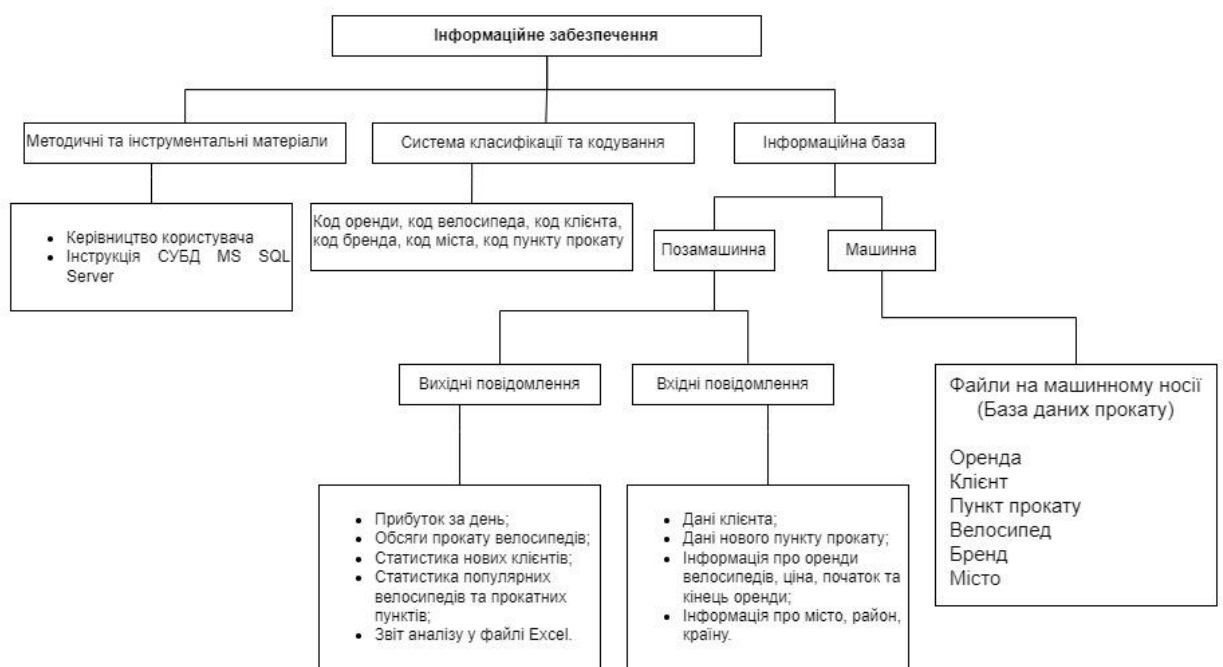 Інформаційне забезпечення
Методичні та інструментальні матеріали
Система класифікації та кодування
Інформаційна база
• Керівництво користувача
• Інструкція СУБД MS SQL
Server
Код оренди, код велосипеда, код клієнта,
код бренда, код міста, код пункту прокату
Позамашинна
Машинна
Вихідні повідомлення
Вхідні повідомлення
• Прибуток за день;
• Обсяги прокату велосипедів;
• Статистика нових клієнтів;
• Статистика популярних
велосипедів та прокатних
пунктів;
• Звіт аналізу у файлі Excel.
• Дані клієнта;
• Дані нового пункту прокату;
• Інформація про оренди
велосипедів, ціна, початок та
кінець оренди;
• Інформація про місто, район,
країну.
Файли на машинному носії
(База даних прокату)
Оренда
Клієнт
Пункт прокату
Велосипед
Бренд
Місто